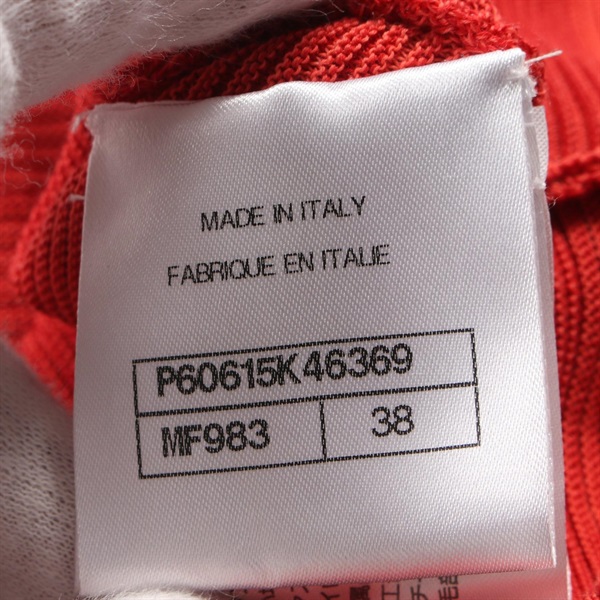 MADE IN ITALY
FABRIQUE EN ITALIE
P60615K46369
MF983 38